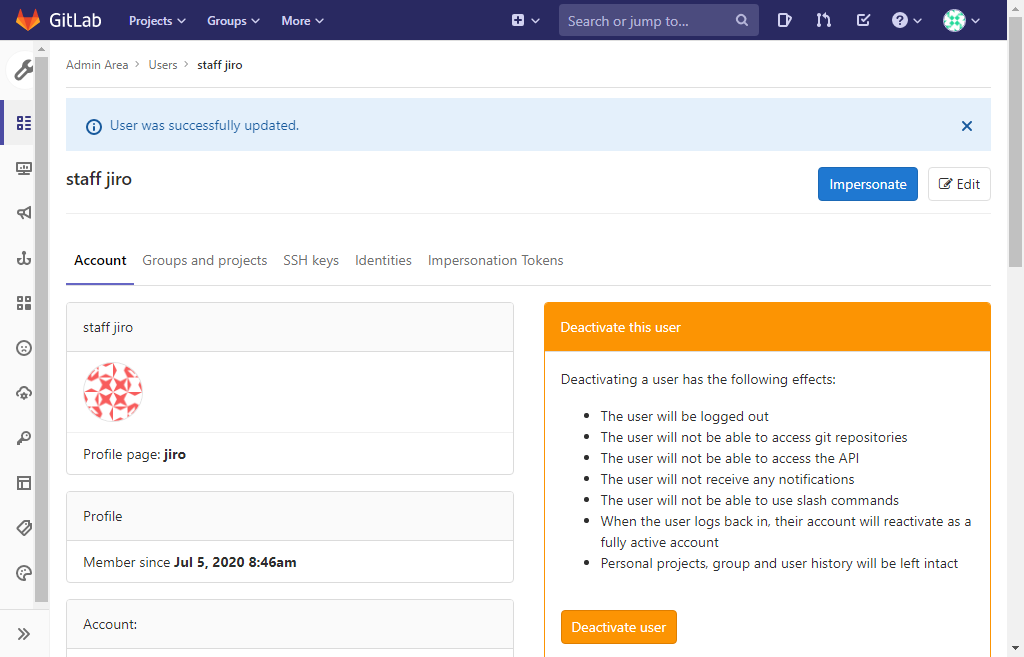 GitLab Projects Groups More Search or jump to...
Admin Area > Users > staff jiro
User was successfully updated.
staff jiro
Impersonate Edit
Account Groups and projects SSH keys Identities Impersonation Tokens
staff jiro
Profile page: jiro
Profile
Member since Jul 5, 2020 8:46am
Account:
Deactivate this user
Deactivating a user has the following effects:
• The user will be logged out
• The user will not be able to access git repositories
• The user will not be able to access the API
• The user will not receive any notifications
• The user will not be able to use slash commands
• When the user logs back in, their account will reactivate as a
fully active account
• Personal projects, group and user history will be left intact
Deactivate user